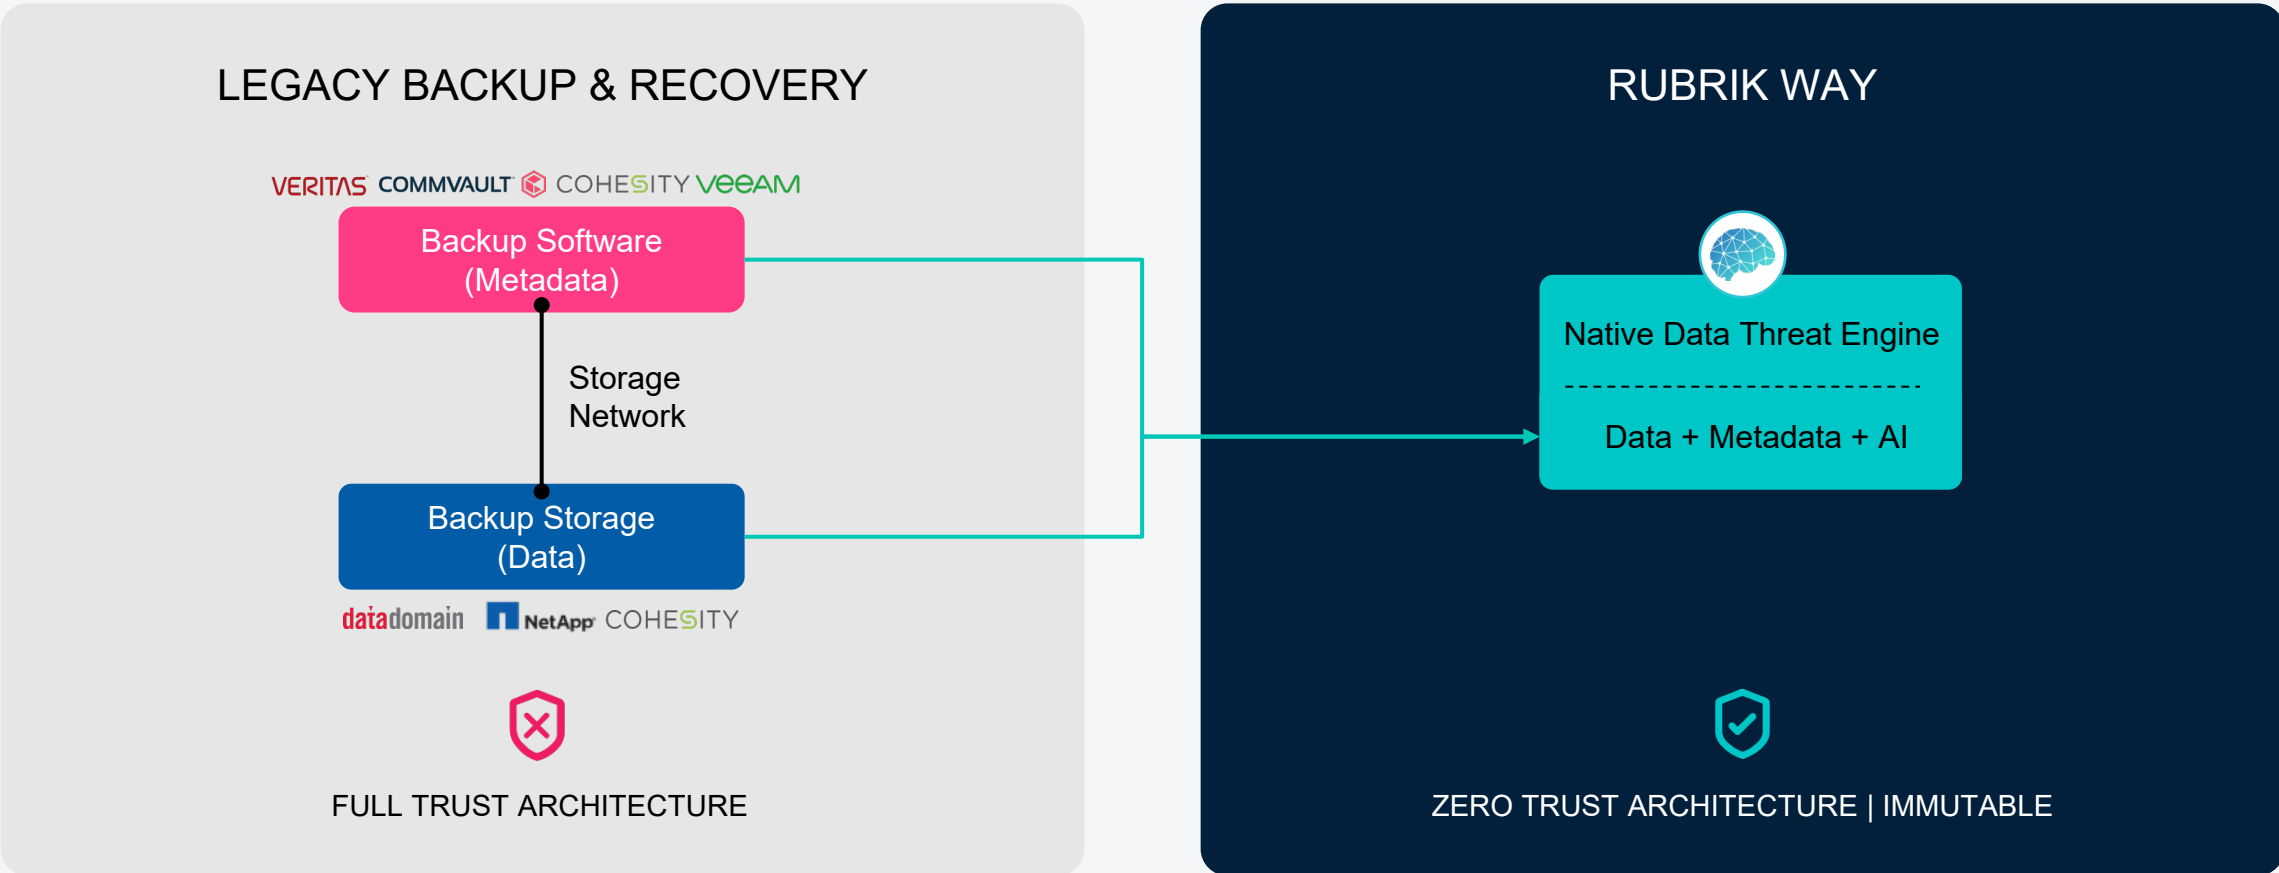 LEGACY BACKUP & RECOVERY
VERITAS COMMVAULT COHESITY VEEAM
Backup Software
(Metadata)
Storage
Network
Backup Storage
(Data)
datadomain NetApp COHESITY
FULL TRUST ARCHITECTURE
RUBRIK WAY
Native Data Threat Engine
Data + Metadata + AI
ZERO TRUST ARCHITECTURE | IMMUTABLE